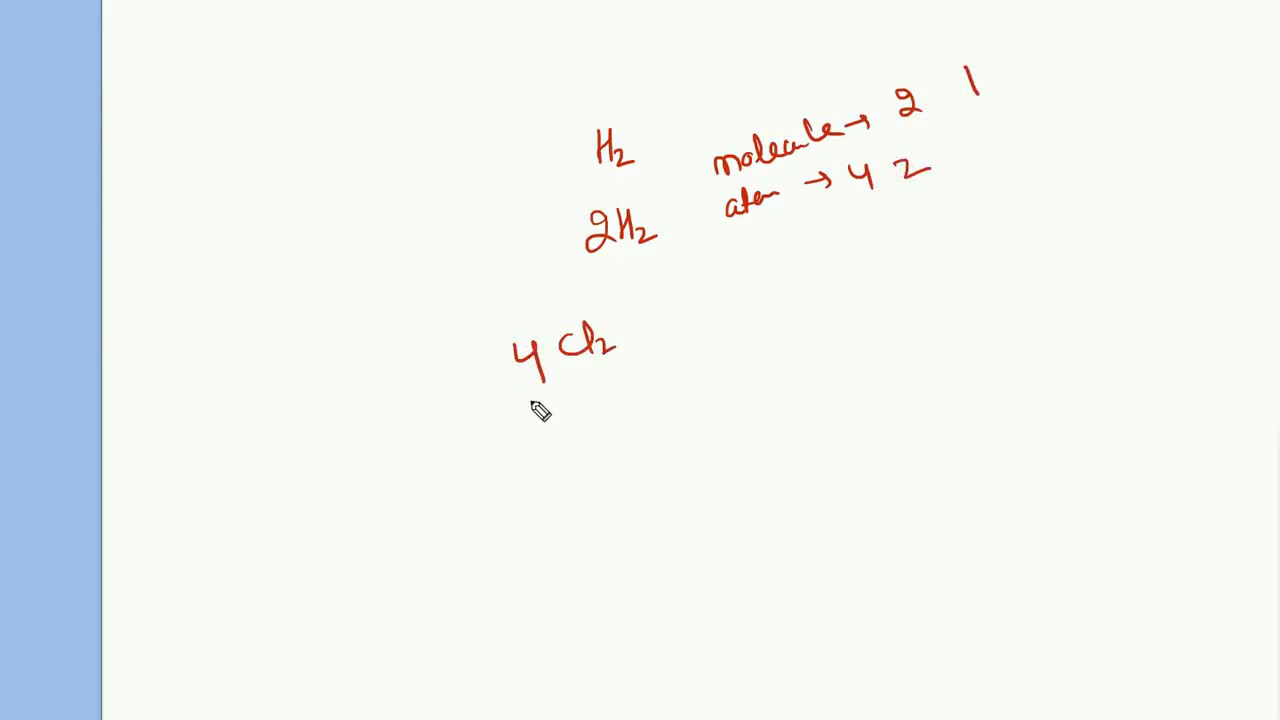 H₂ molecule → 2 1
atom → 4 2
2H₂
4 Cl₂